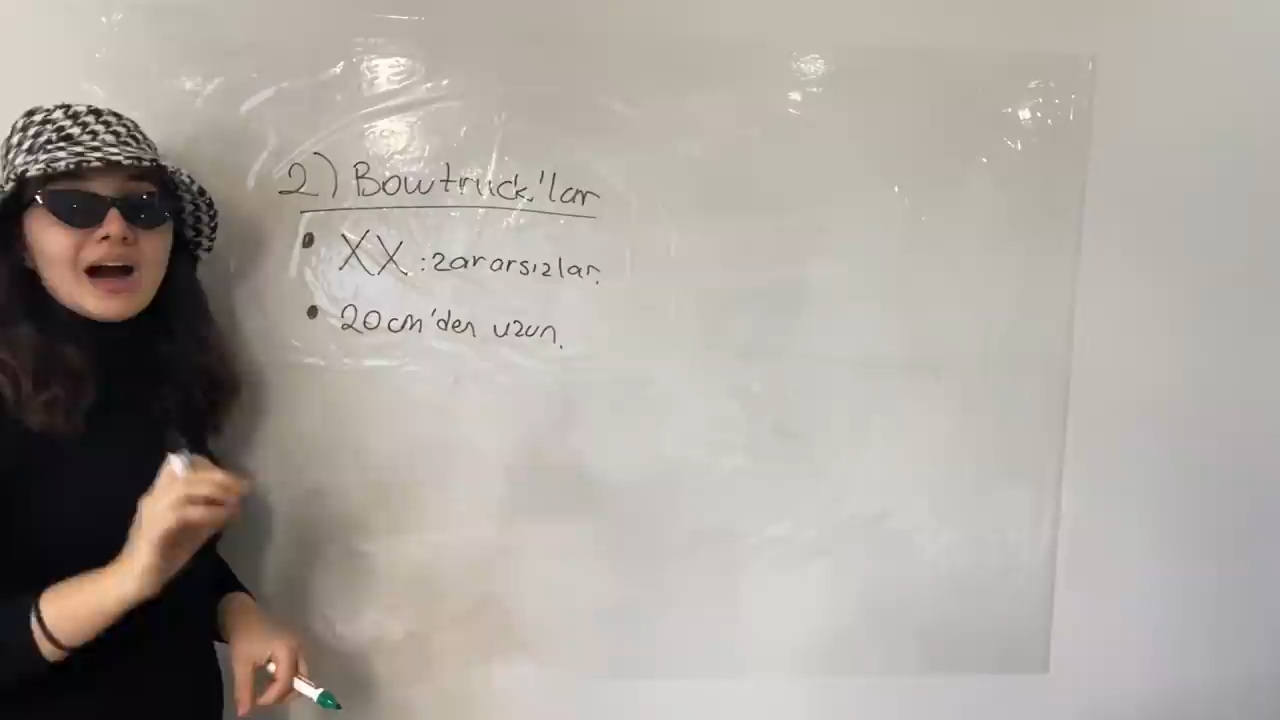 2) Bowtruck'lar
• XX : zararsızlar.
• 20cm'den uzun.